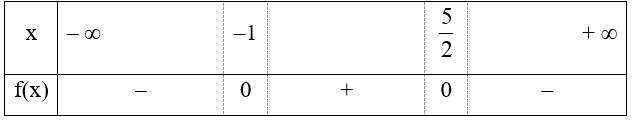 x – ∞ –1 5/2 + ∞
f(x) – 0 + 0 –